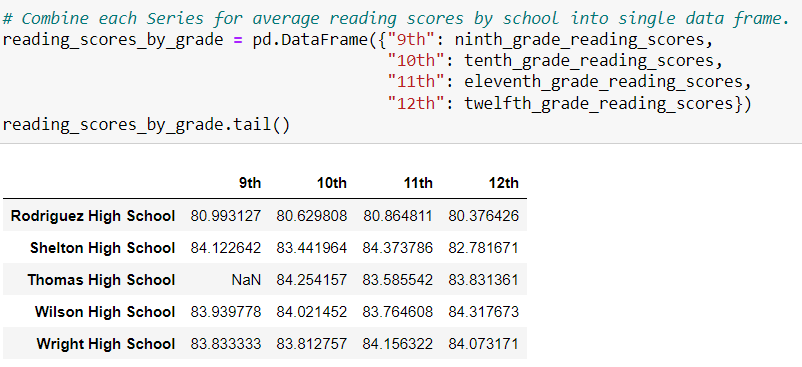 # Combine each Series for average reading scores by school into single data frame.
reading_scores_by_grade = pd.DataFrame({"9th": ninth_grade_reading_scores,
"10th": tenth_grade_reading_scores,
"11th": eleventh_grade_reading_scores,
"12th": twelfth_grade_reading_scores})
reading_scores_by_grade.tail()
9th 10th 11th 12th
Rodriguez High School 80.993127 80.629808 80.864811 80.376426
Shelton High School 84.122642 83.441964 84.373786 82.781671
Thomas High School NaN 84.254157 83.585542 83.831361
Wilson High School 83.939778 84.021452 83.764608 84.317673
Wright High School 83.833333 83.812757 84.156322 84.073171